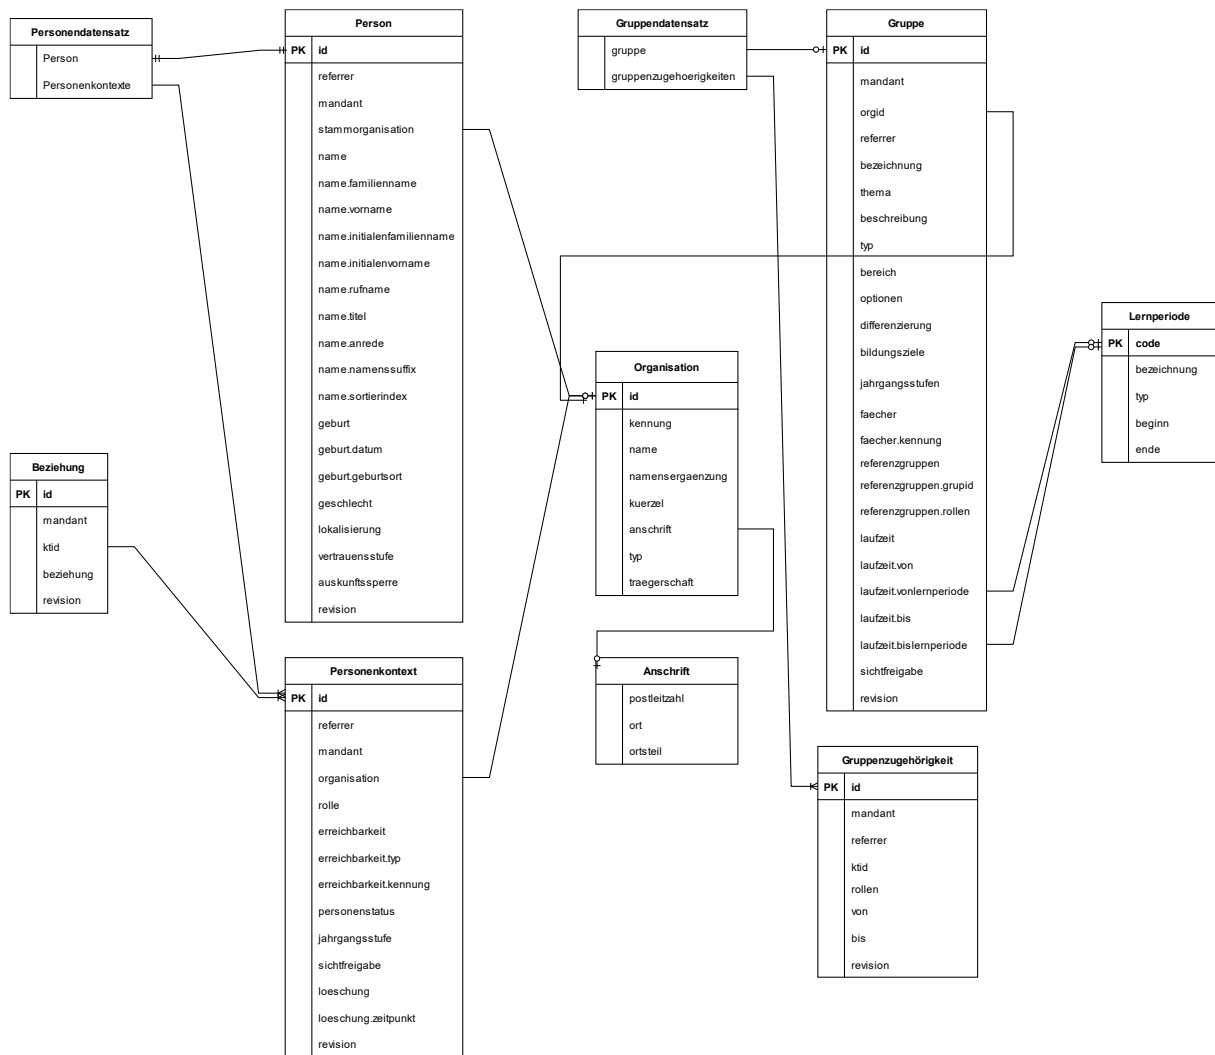 Personendatensatz
Person
Personenkontexte
Person
PK id
referrer
mandant
stammorganisation
name
name.familienname
name.vorname
name.initialenfamilienname
name.initialenvorname
name.rufname
name.titel
name.anrede
name.namenssuffix
name.sortierindex
geburt
geburt.datum
geburt.geburtsort
geschlecht
lokalisierung
vertrauensstufe
auskunftssperre
revision
Gruppendatensatz
gruppe
gruppenzugehoerigkeiten
Gruppe
PK id
mandant
orgid
referrer
bezeichnung
thema
beschreibung
typ
bereich
optionen
differenzierung
bildungsziele
jahrgangsstufen
faecher
faecher.kennung
referenzgruppen
referenzgruppen.grupid
referenzgruppen.rollen
laufzeit
laufzeit.von
laufzeit.vonlernperiode
laufzeit.bis
laufzeit.bislernperiode
sichtfreigabe
revision
Lernperiode
PK code
bezeichnung
typ
beginn
ende
Organisation
PK id
kennung
name
namensergaenzung
kuerzel
anschrift
typ
traegerschaft
Beziehung
PK id
mandant
ktid
beziehung
revision
Personenkontext
PK id
referrer
mandant
organisation
rolle
erreichbarkeit
erreichbarkeit.typ
erreichbarkeit.kennung
personenstatus
jahrgangsstufe
sichtfreigabe
loeschung
loeschung.zeitpunkt
revision
Anschrift
postleitzahl
ort
ortsteil
Gruppenzugehörigkeit
PK id
mandant
referrer
ktid
rollen
von
bis
revision